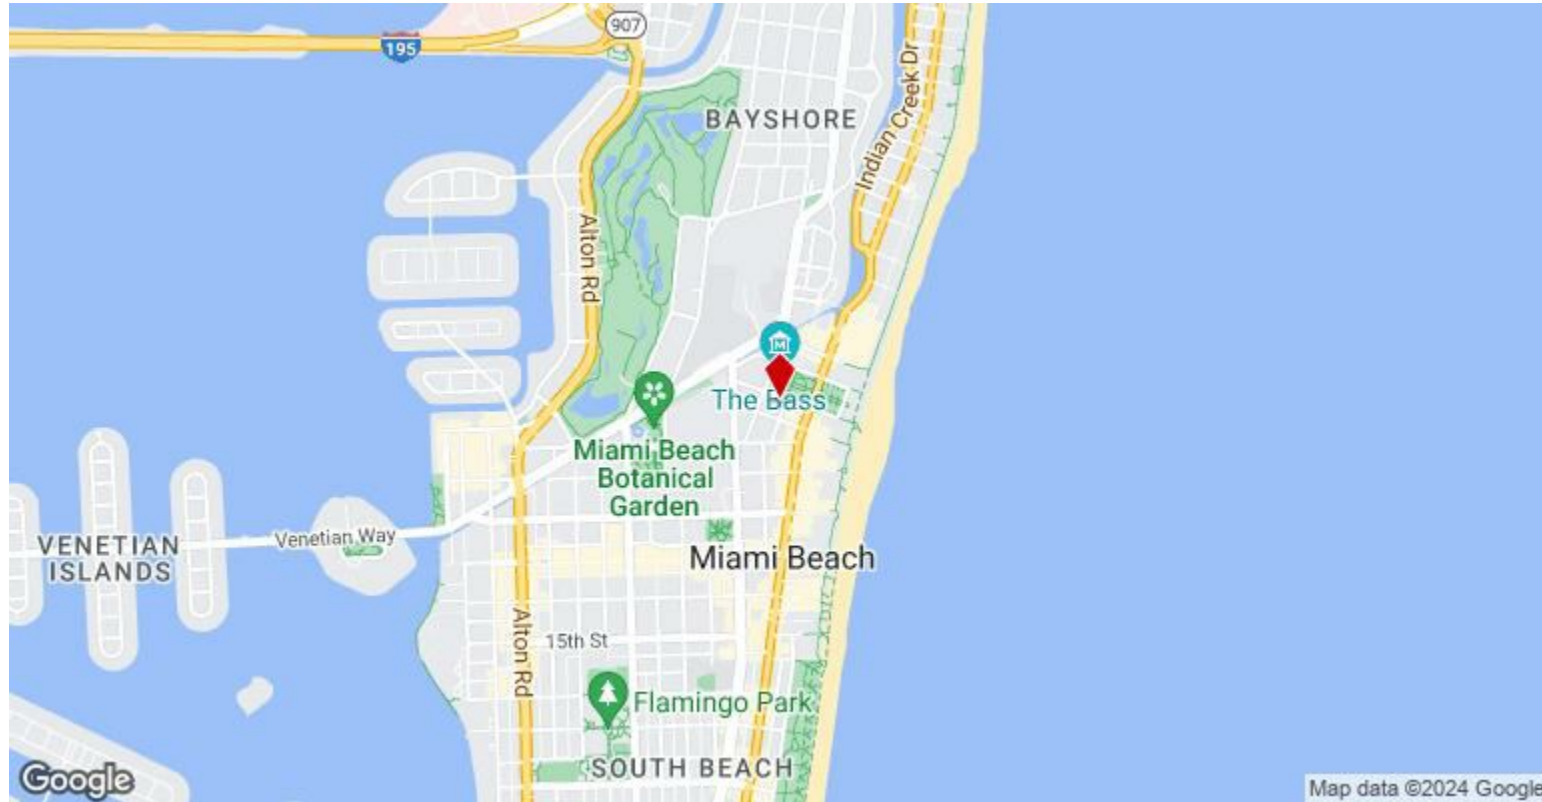 907
195
BAYSHORE
Indian Creek Dr
Alton Rd
The Bass
Miami Beach
Botanical
Garden
Venetian Way
VENETIAN
ISLANDS
Miami Beach
15th St
Alton Rd
Flamingo Park
SOUTH BEACH
Google
Map data ©2024 Google